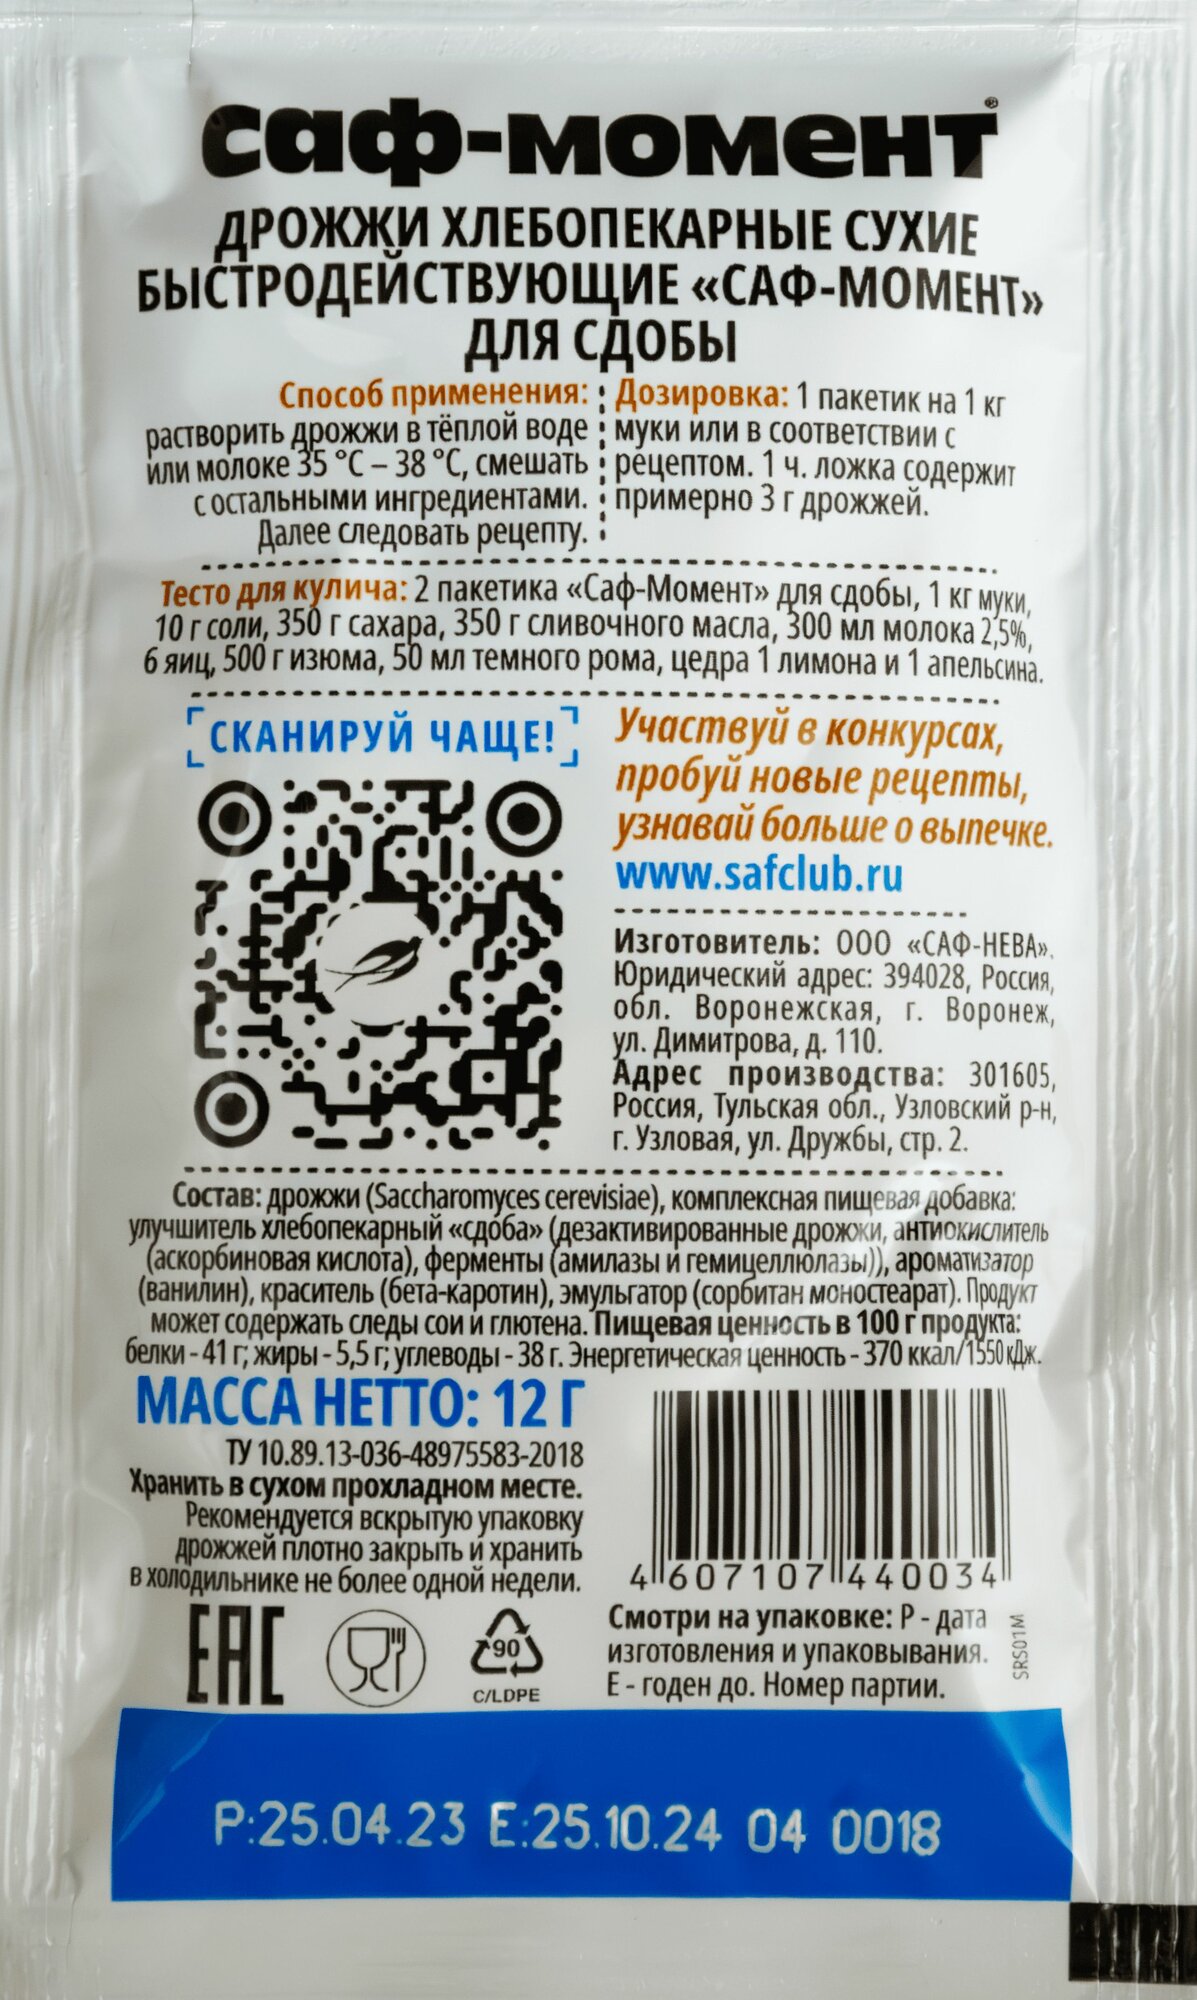 саф-момент®
ДРОЖЖИ ХЛЕБОПЕКАРНЫЕ СУХИЕ
БЫСТРОДЕЙСТВУЮЩИЕ «САФ-МОМЕНТ»
ДЛЯ СДОБЫ
Способ применения:
растворить дрожжи в тёплой воде
или молоке 35 °C – 38 °C, смешать
с остальными ингредиентами.
Далее следовать рецепту.
Дозировка: 1 пакетик на 1 кг
муки или в соответствии с
рецептом. 1 ч. ложка содержит
примерно 3 г дрожжей.
Тесто для кулича: 2 пакетика «Саф-Момент» для сдобы, 1 кг муки,
10 г соли, 350 г сахара, 350 г сливочного масла, 300 мл молока 2,5%,
6 яиц, 500 г изюма, 50 мл темного рома, цедра 1 лимона и 1 апельсина.
СКАНИРУЙ ЧАЩЕ!
Участвуй в конкурсах,
пробуй новые рецепты,
узнавай больше о выпечке.
www.safclub.ru
Изготовитель: ООО «САФ-НЕВА».
Юридический адрес: 394028, Россия,
обл. Воронежская, г. Воронеж,
ул. Димитрова, д. 110.
Адрес производства: 301605,
Россия, Тульская обл., Узловский р-н,
г. Узловая, ул. Дружбы, стр. 2.
Состав: дрожжи (Saccharomyces cerevisiae), комплексная пищевая добавка:
улучшитель хлебопекарный «сдоба» (дезактивированные дрожжи, антиокислитель
(аскорбиновая кислота), ферменты (амилазы и гемицеллюлазы)), ароматизатор
(ванилин), краситель (бета-каротин), эмульгатор (сорбитан моностеарат). Продукт
может содержать следы сои и глютена. Пищевая ценность в 100 г продукта:
белки - 41 г; жиры - 5,5 г; углеводы - 38 г. Энергетическая ценность - 370 ккал/1550 кДж.
МАССА НЕТТО: 12 Г
ТУ 10.89.13-036-48975583-2018
Хранить в сухом прохладном месте.
Рекомендуется вскрытую упаковку
дрожжей плотно закрыть и хранить
в холодильнике не более одной недели.
4 607107 440034
EAC
90
C/LDPE
Смотри на упаковке: P - дата
изготовления и упаковывания.
E - годен до. Номер партии.
SRS01M
P:25.04.23 E:25.10.24 04 0018